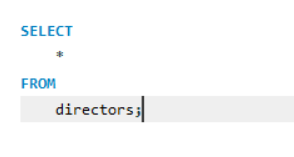 SELECT
*
FROM
directors;